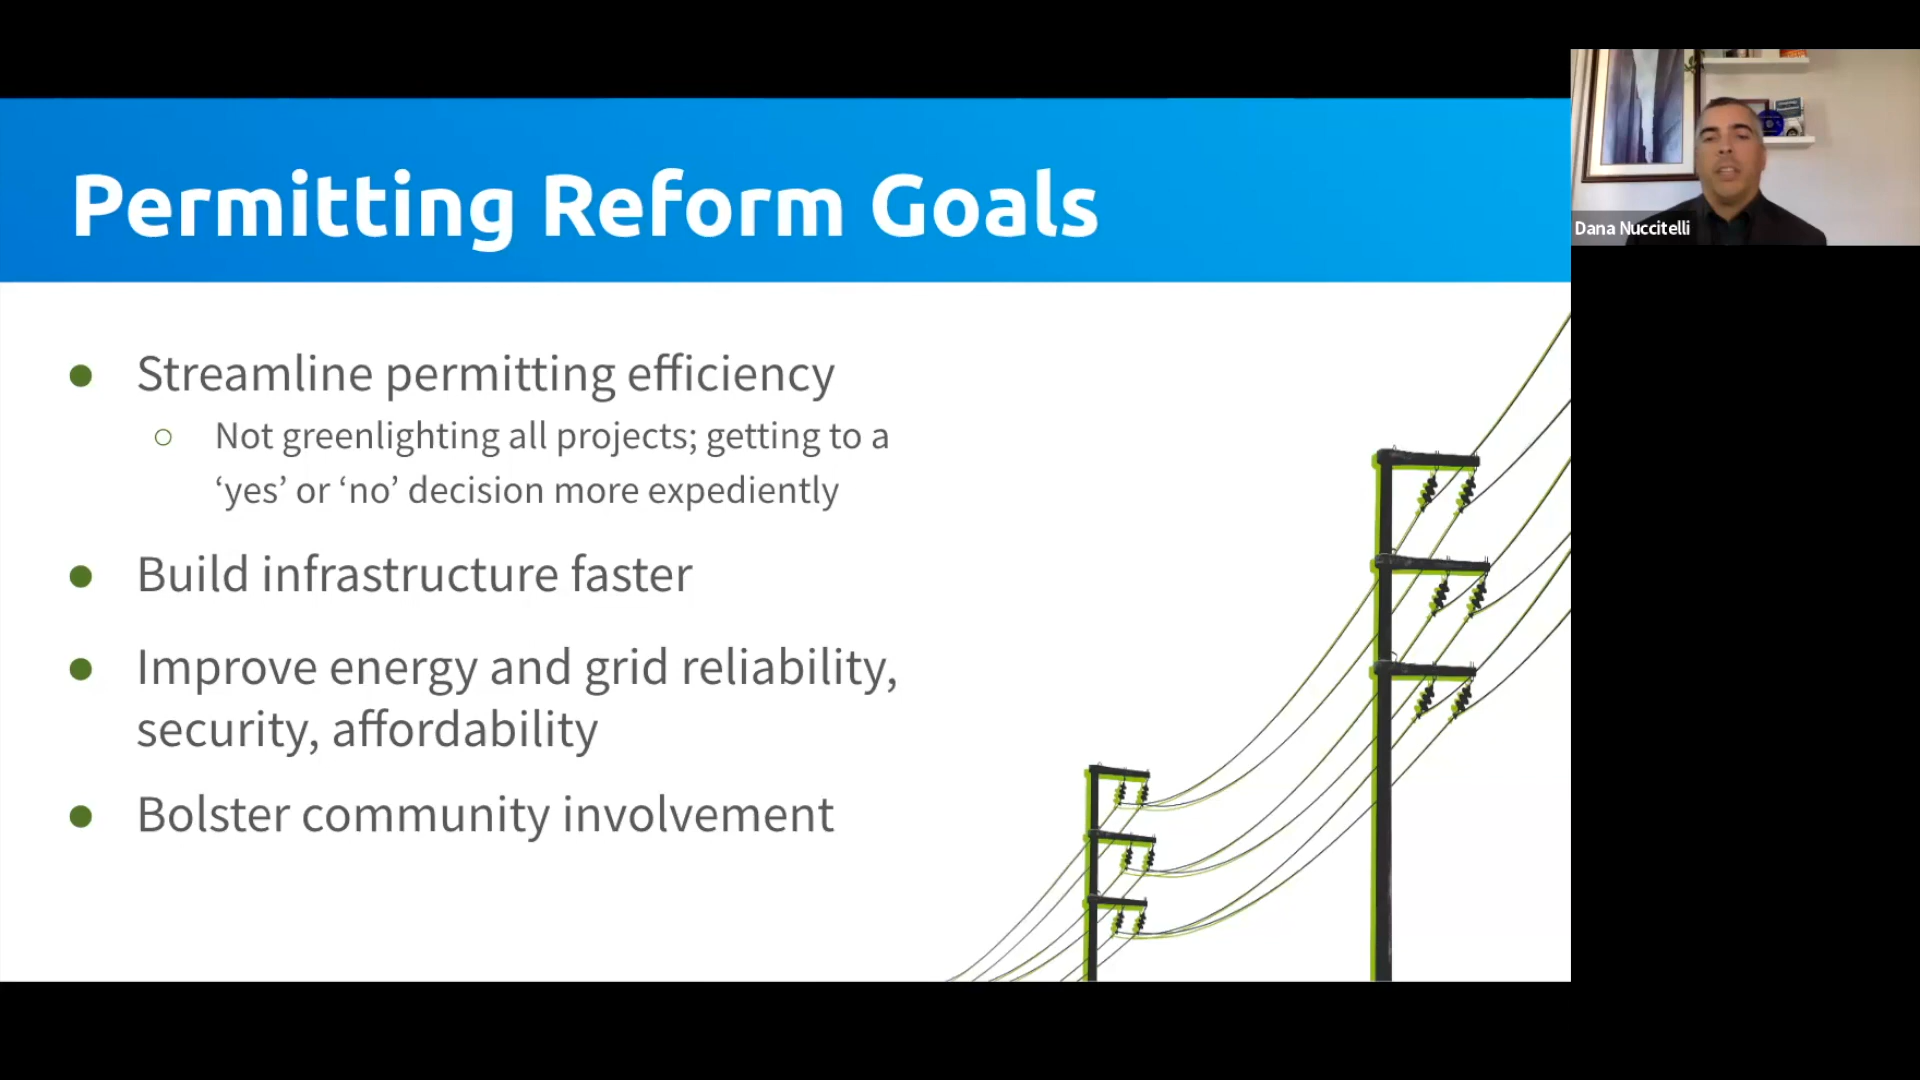 Permitting Reform Goals
Streamline permitting efficiency
Not greenlighting all projects; getting to a
‘yes’ or ‘no’ decision more expediently
Build infrastructure faster
Improve energy and grid reliability,
security, affordability
Bolster community involvement
Dana Nuccitelli